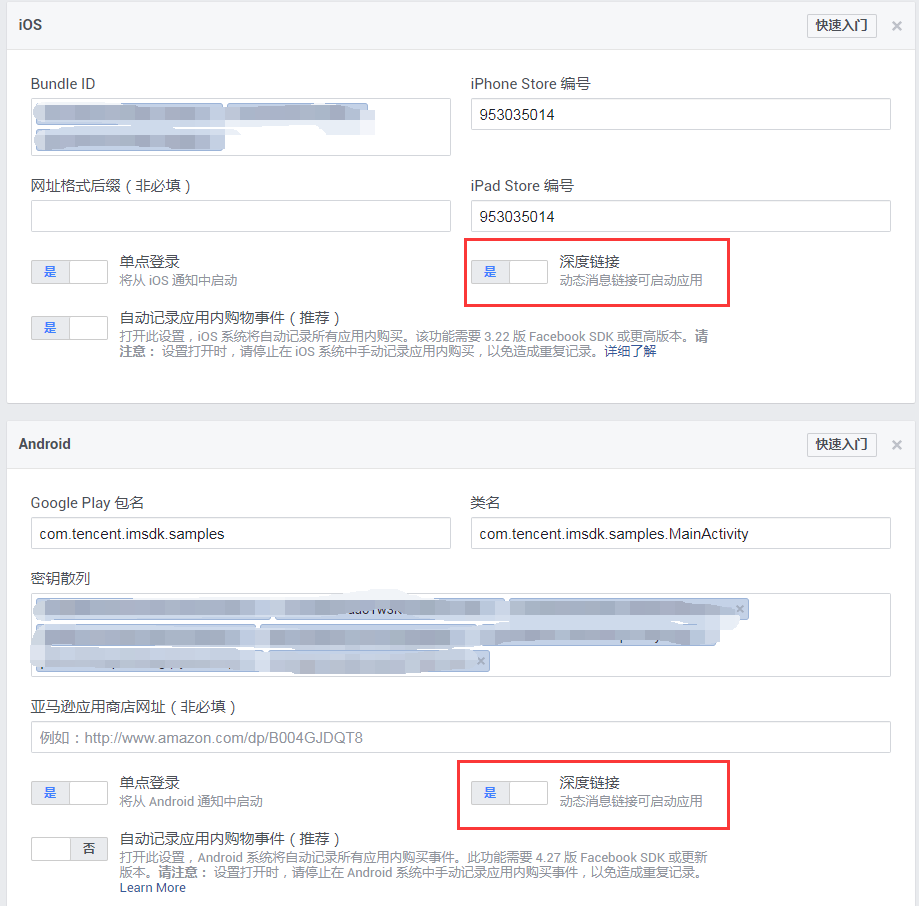 iOS
快速入门
Bundle ID
iPhone Store 编号
953035014
网址格式后缀（非必填）
iPad Store 编号
953035014
是
单点登录
将从 iOS 通知中启动
是
深度链接
动态消息链接可启动应用
是
自动记录应用内购物事件（推荐）
打开此设置，iOS 系统将自动记录所有应用内购买。该功能需要 3.22 版 Facebook SDK 或更高版本。请
注意： 设置打开时，请停止在 iOS 系统中手动记录应用内购买，以免造成重复记录。详细了解
Android
快速入门
Google Play 包名
类名
com.tencent.imsdk.samples
com.tencent.imsdk.samples.MainActivity
密钥散列
亚马逊应用商店网址（非必填）
例如：http://www.amazon.com/dp/B004GJDQT8
是
单点登录
将从 Android 通知中启动
是
深度链接
动态消息链接可启动应用
否
自动记录应用内购物事件（推荐）
打开此设置，Android 系统将自动记录所有应用内购买事件。此功能需要 4.27 版 Facebook SDK 或更新
版本。请注意： 设置打开时，请停止在 Android 系统中手动记录应用内购买事件，以免造成重复记录。
Learn More